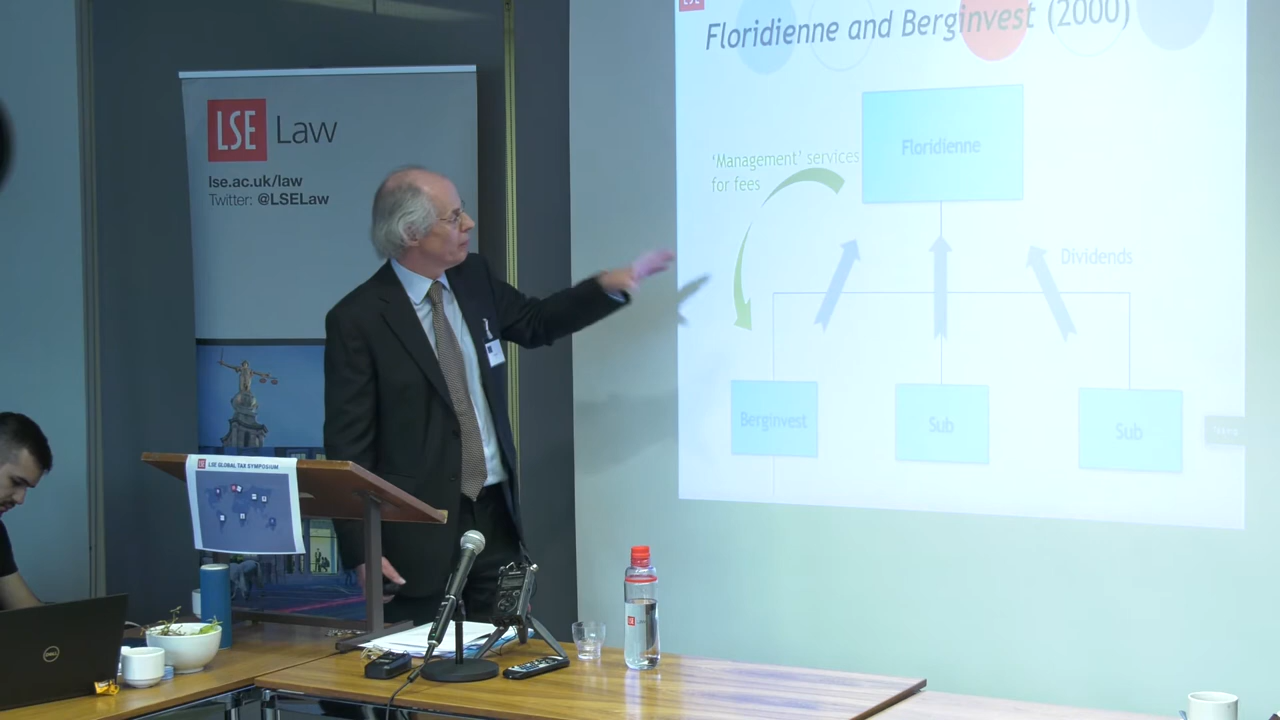 LSE
Floridienne and Berginvest (2000)
LSE Law
lse.ac.uk/law
Twitter: @LSELaw
Floridienne
'Management' services
for fees
Dividends
Berginvest
Sub
Sub
LSE GLOBAL TAX SYMPOSIUM
DELL